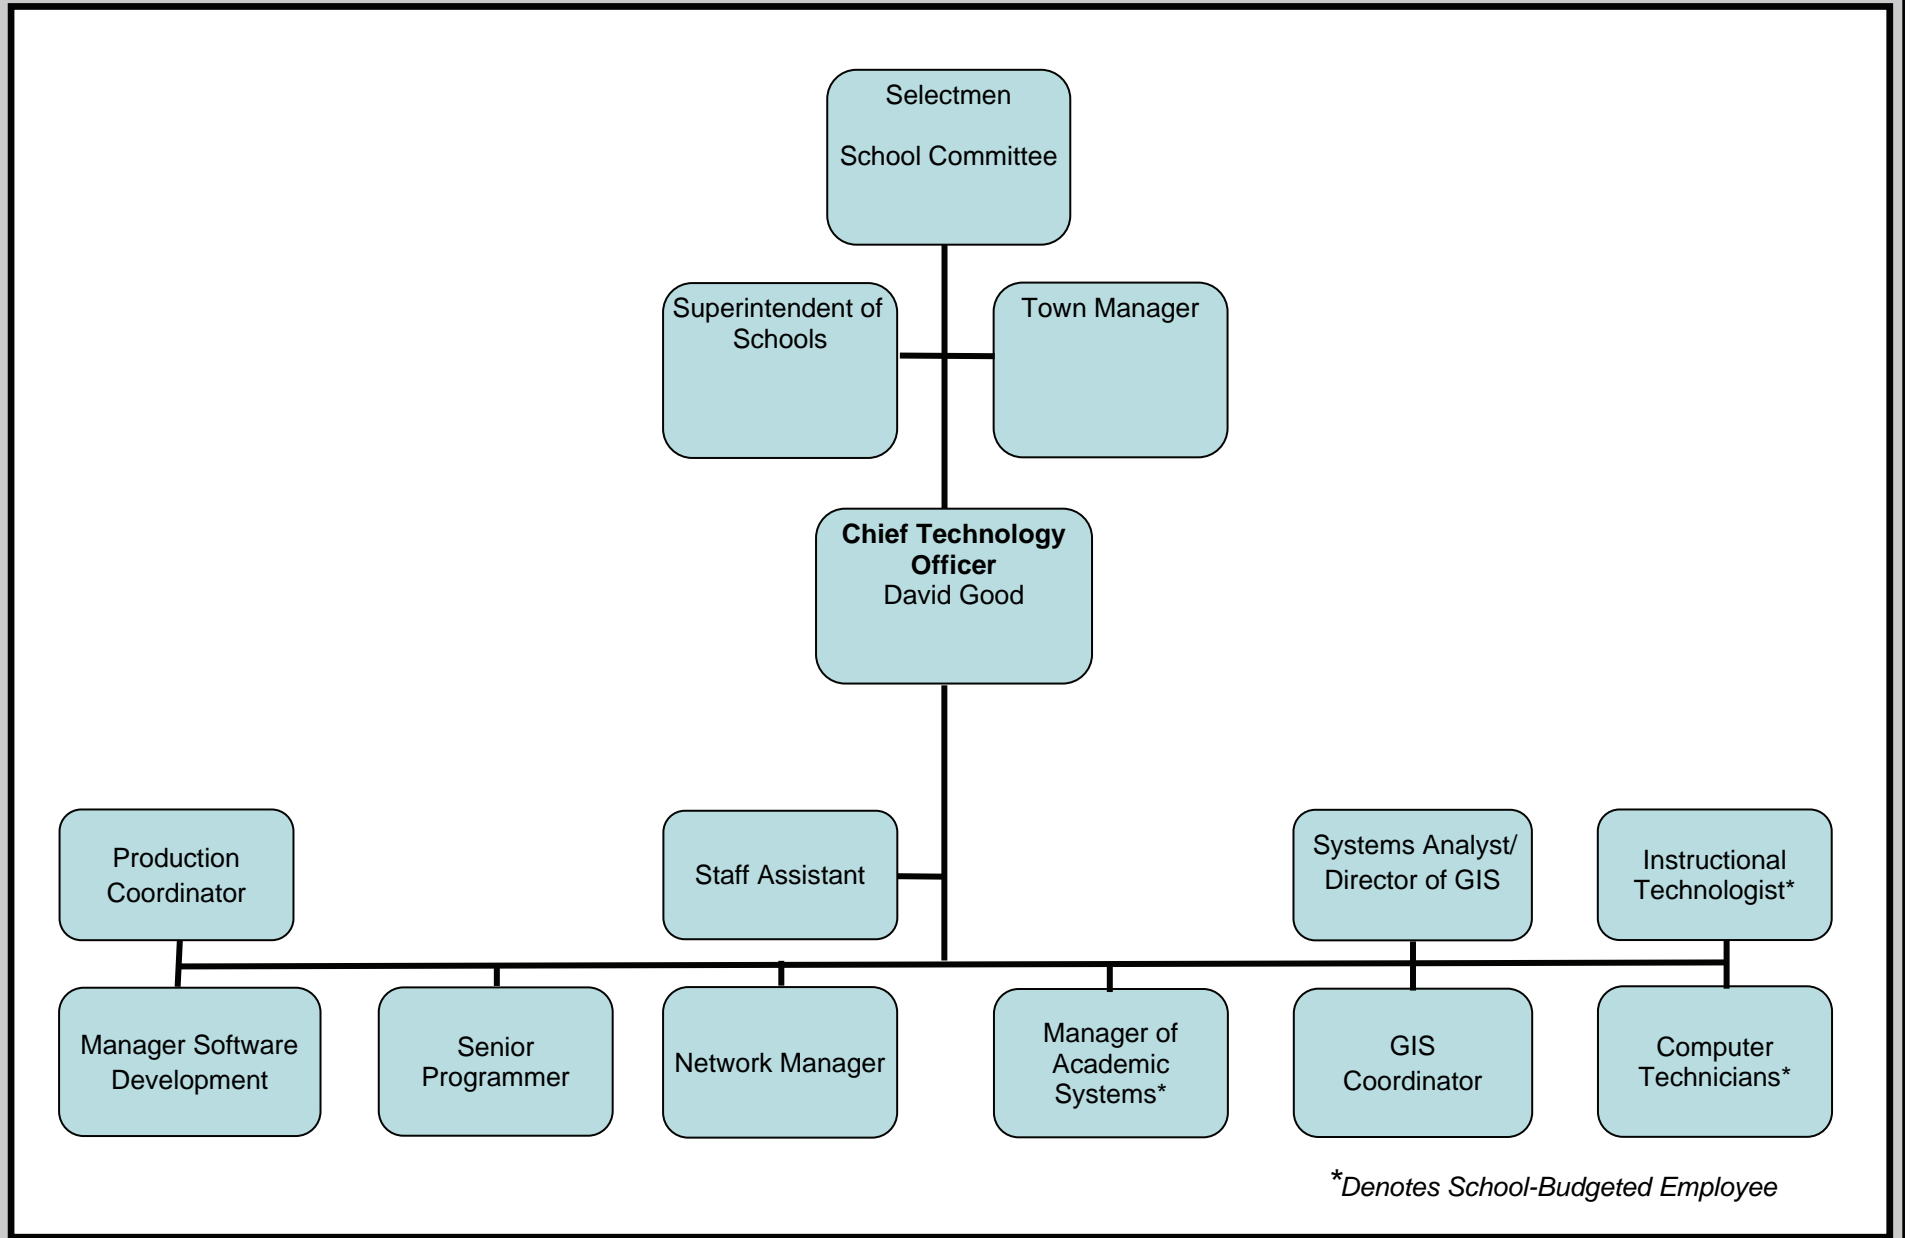 Selectmen
School Committee
Superintendent of
Schools
Town Manager
Chief Technology
Officer
David Good
Production
Coordinator
Staff Assistant
Systems Analyst/
Director of GIS
Instructional
Technologist*
Manager Software
Development
Senior
Programmer
Network Manager
Manager of
Academic
Systems*
GIS
Coordinator
Computer
Technicians*
*Denotes School-Budgeted Employee